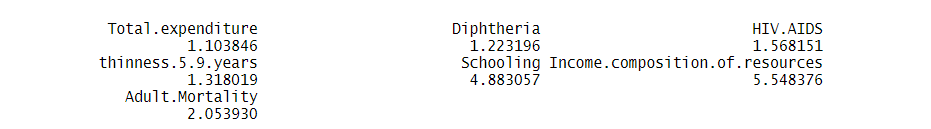 Total.expenditure Diphtheria HIV.AIDS
1.103846 1.223196 1.568151
thinness.5.9.years Schooling Income.composition.of.resources
1.318019 4.883057 5.548376
Adult.Mortality
2.053930